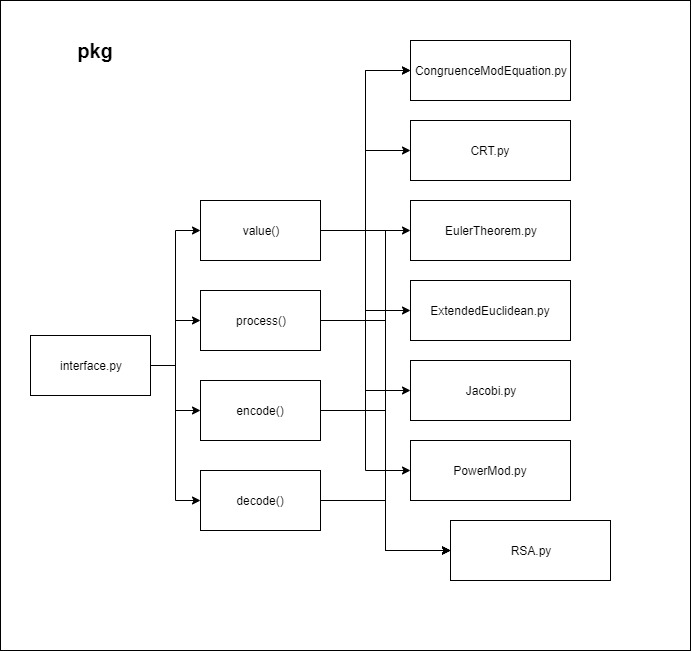 pkg
CongruenceModEquation.py
CRT.py
value()
EulerTheorem.py
process()
ExtendedEuclidean.py
interface.py
Jacobi.py
encode()
PowerMod.py
decode()
RSA.py